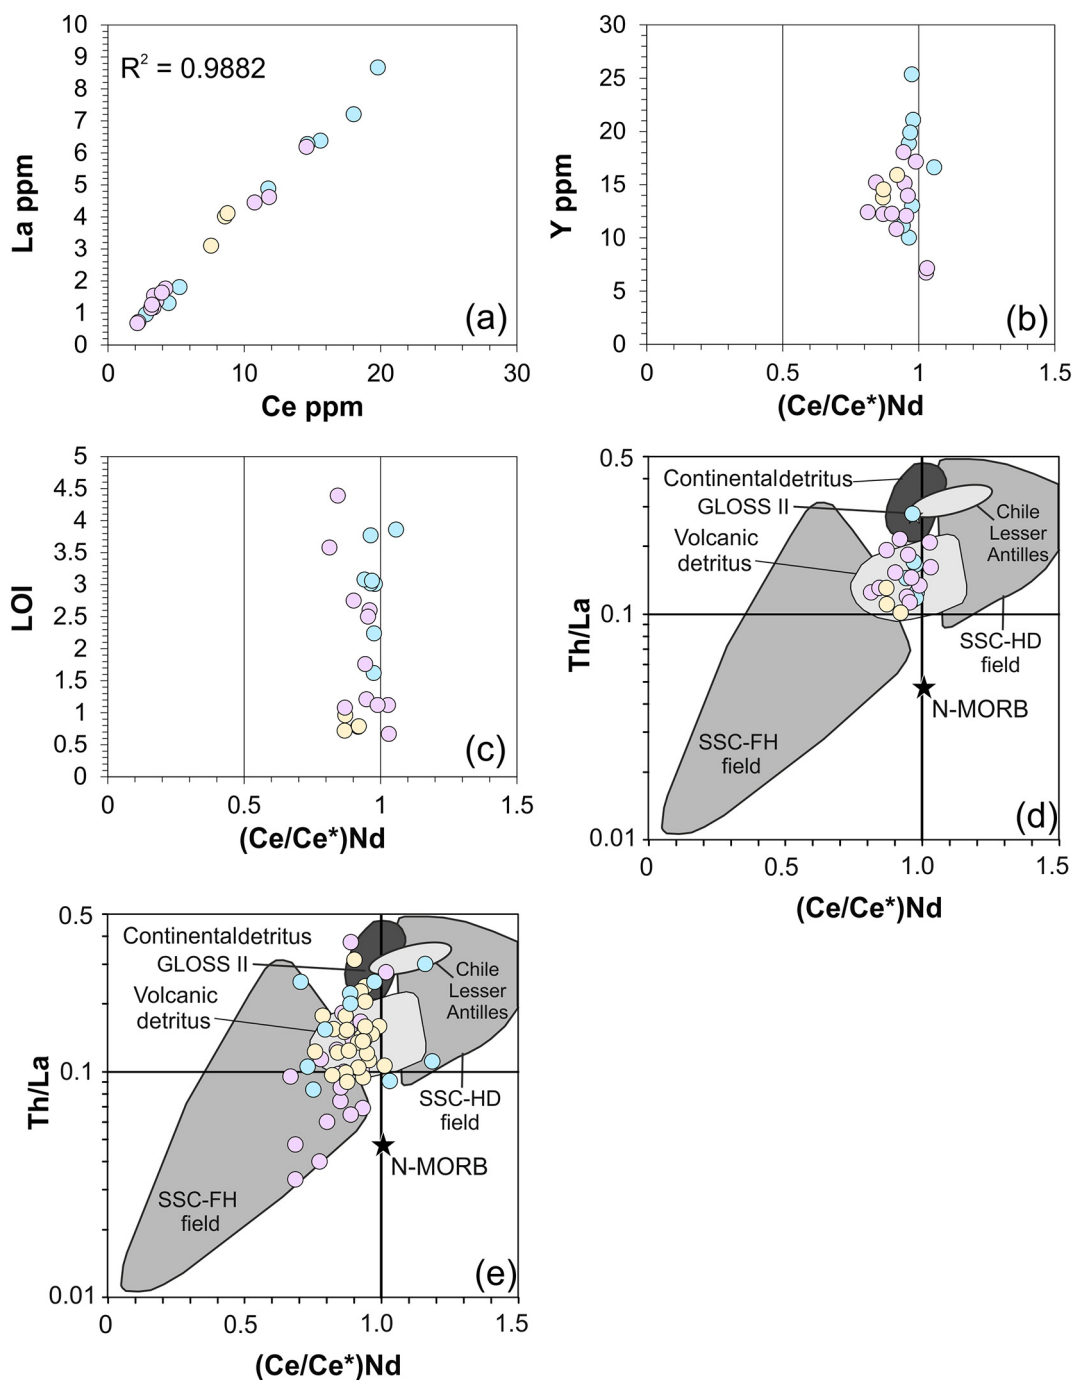 10
9
8
7
6
5
4
3
2
1
0
La ppm
R² = 0.9882
(a)
0
10
20
30
Ce ppm
30
25
20
15
10
5
0
Y ppm
(b)
0
0.5
1
1.5
(Ce/Ce*)Nd
5
4.5
4
3.5
3
2.5
2
1.5
1
0.5
0
LOI
(c)
0
0.5
1
1.5
(Ce/Ce*)Nd
0.5
0.1
0.01
Th/La
Continentaldetritus
GLOSS II
Volcanic
detritus
Chile
Lesser
Antilles
SSC-HD
field
N-MORB
SSC-FH
field
(d)
0
0.5
1.0
1.5
(Ce/Ce*)Nd
0.5
0.1
0.01
Th/La
Continentaldetritus
GLOSS II
Volcanic
detritus
Chile
Lesser
Antilles
SSC-HD
field
N-MORB
SSC-FH
field
(e)
0
0.5
1.0
1.5
(Ce/Ce*)Nd